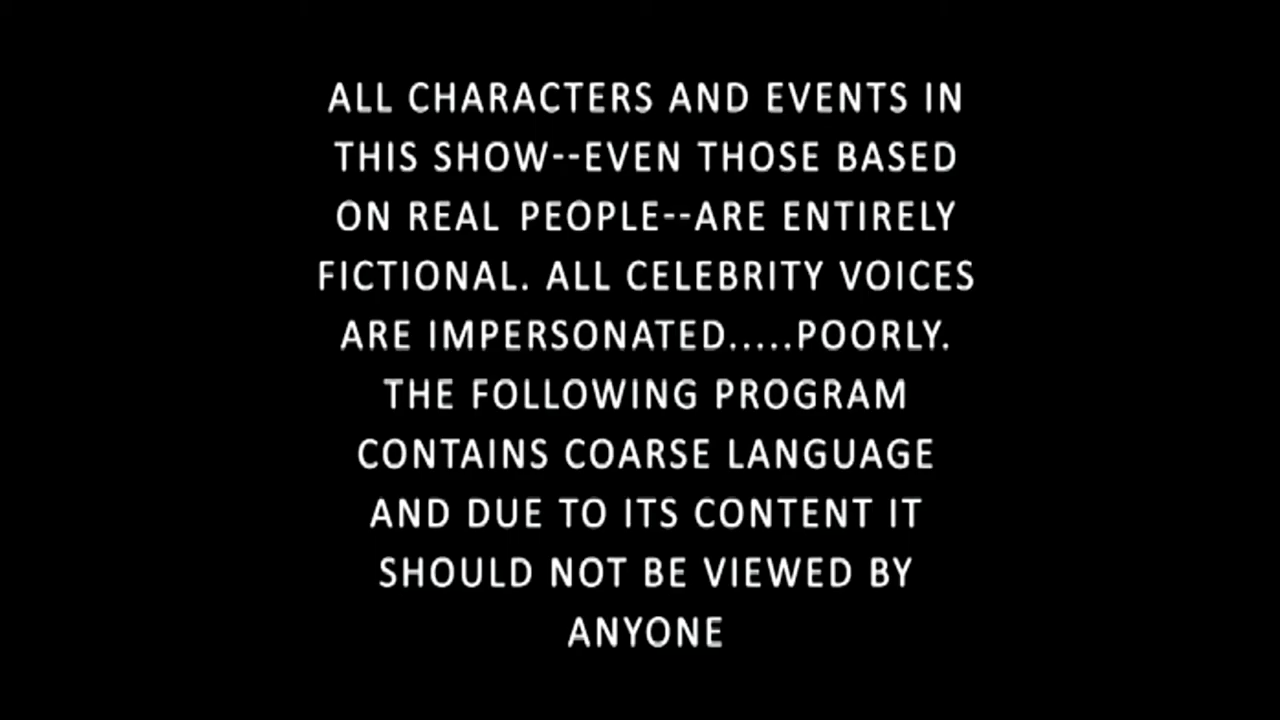 ALL CHARACTERS AND EVENTS IN
THIS SHOW--EVEN THOSE BASED
ON REAL PEOPLE--ARE ENTIRELY
FICTIONAL. ALL CELEBRITY VOICES
ARE IMPERSONATED.....POORLY.
THE FOLLOWING PROGRAM
CONTAINS COARSE LANGUAGE
AND DUE TO ITS CONTENT IT
SHOULD NOT BE VIEWED BY
ANYONE